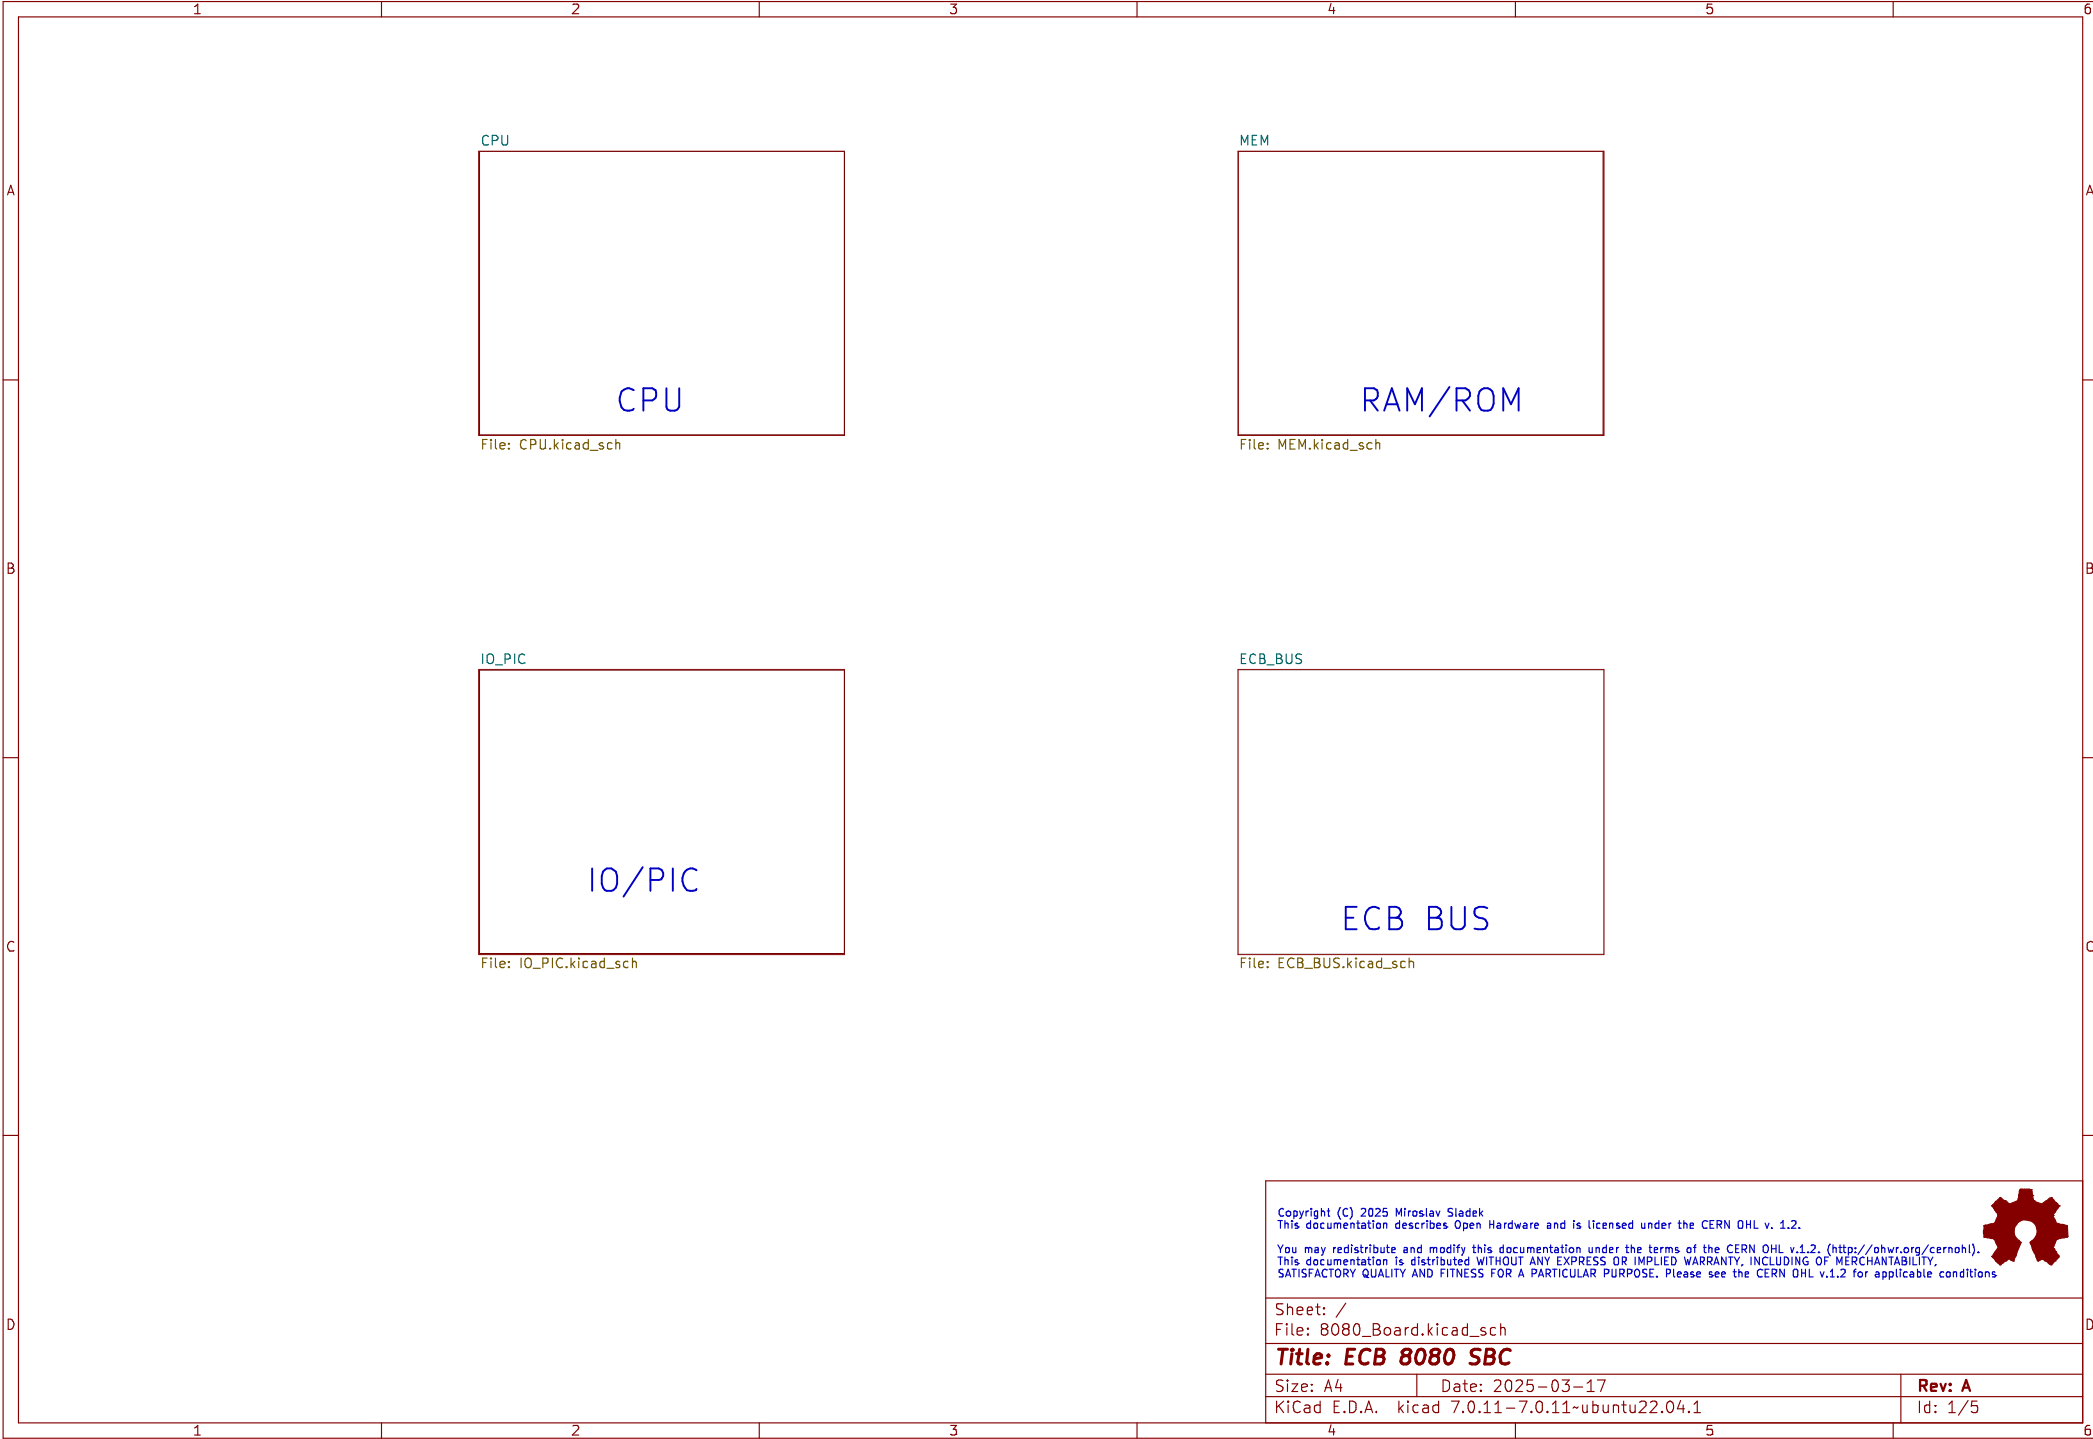 1 2 3 4 5 6
CPU
MEM
A A
CPU
RAM/ROM
File: CPU.kicad_sch
File: MEM.kicad_sch
B B
IO_PIC
ECB_BUS
IO/PIC
ECB BUS
C C
File: IO_PIC.kicad_sch
File: ECB_BUS.kicad_sch
Copyright (C) 2025 Miroslav Sladek
This documentation describes Open Hardware and is licensed under the CERN OHL v. 1.2.
You may redistribute and modify this documentation under the terms of the CERN OHL v.1.2. (http://ohwr.org/cernohl).
This documentation is distributed WITHOUT ANY EXPRESS OR IMPLIED WARRANTY, INCLUDING OF MERCHANTABILITY,
SATISFACTORY QUALITY AND FITNESS FOR A PARTICULAR PURPOSE. Please see the CERN OHL v.1.2 for applicable conditions
Sheet: /
D D
File: 8080_Board.kicad_sch
Title: ECB 8080 SBC
Size: A4 Date: 2025-03-17 Rev: A
KiCad E.D.A. kicad 7.0.11-7.0.11~ubuntu22.04.1 Id: 1/5
1 2 3 4 5 6